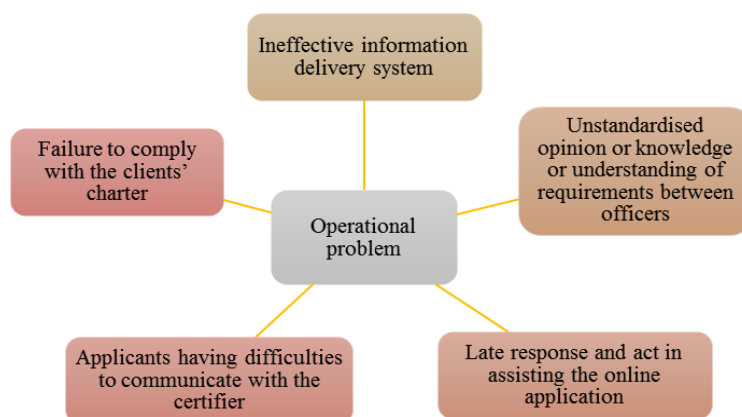 Ineffective information
delivery system
Failure to comply
with the clients’
charter
Unstandardised
opinion or knowledge
or understanding of
requirements between
officers
Operational
problem
Applicants having difficulties
to communicate with the
certifier
Late response and act in
assisting the online
application